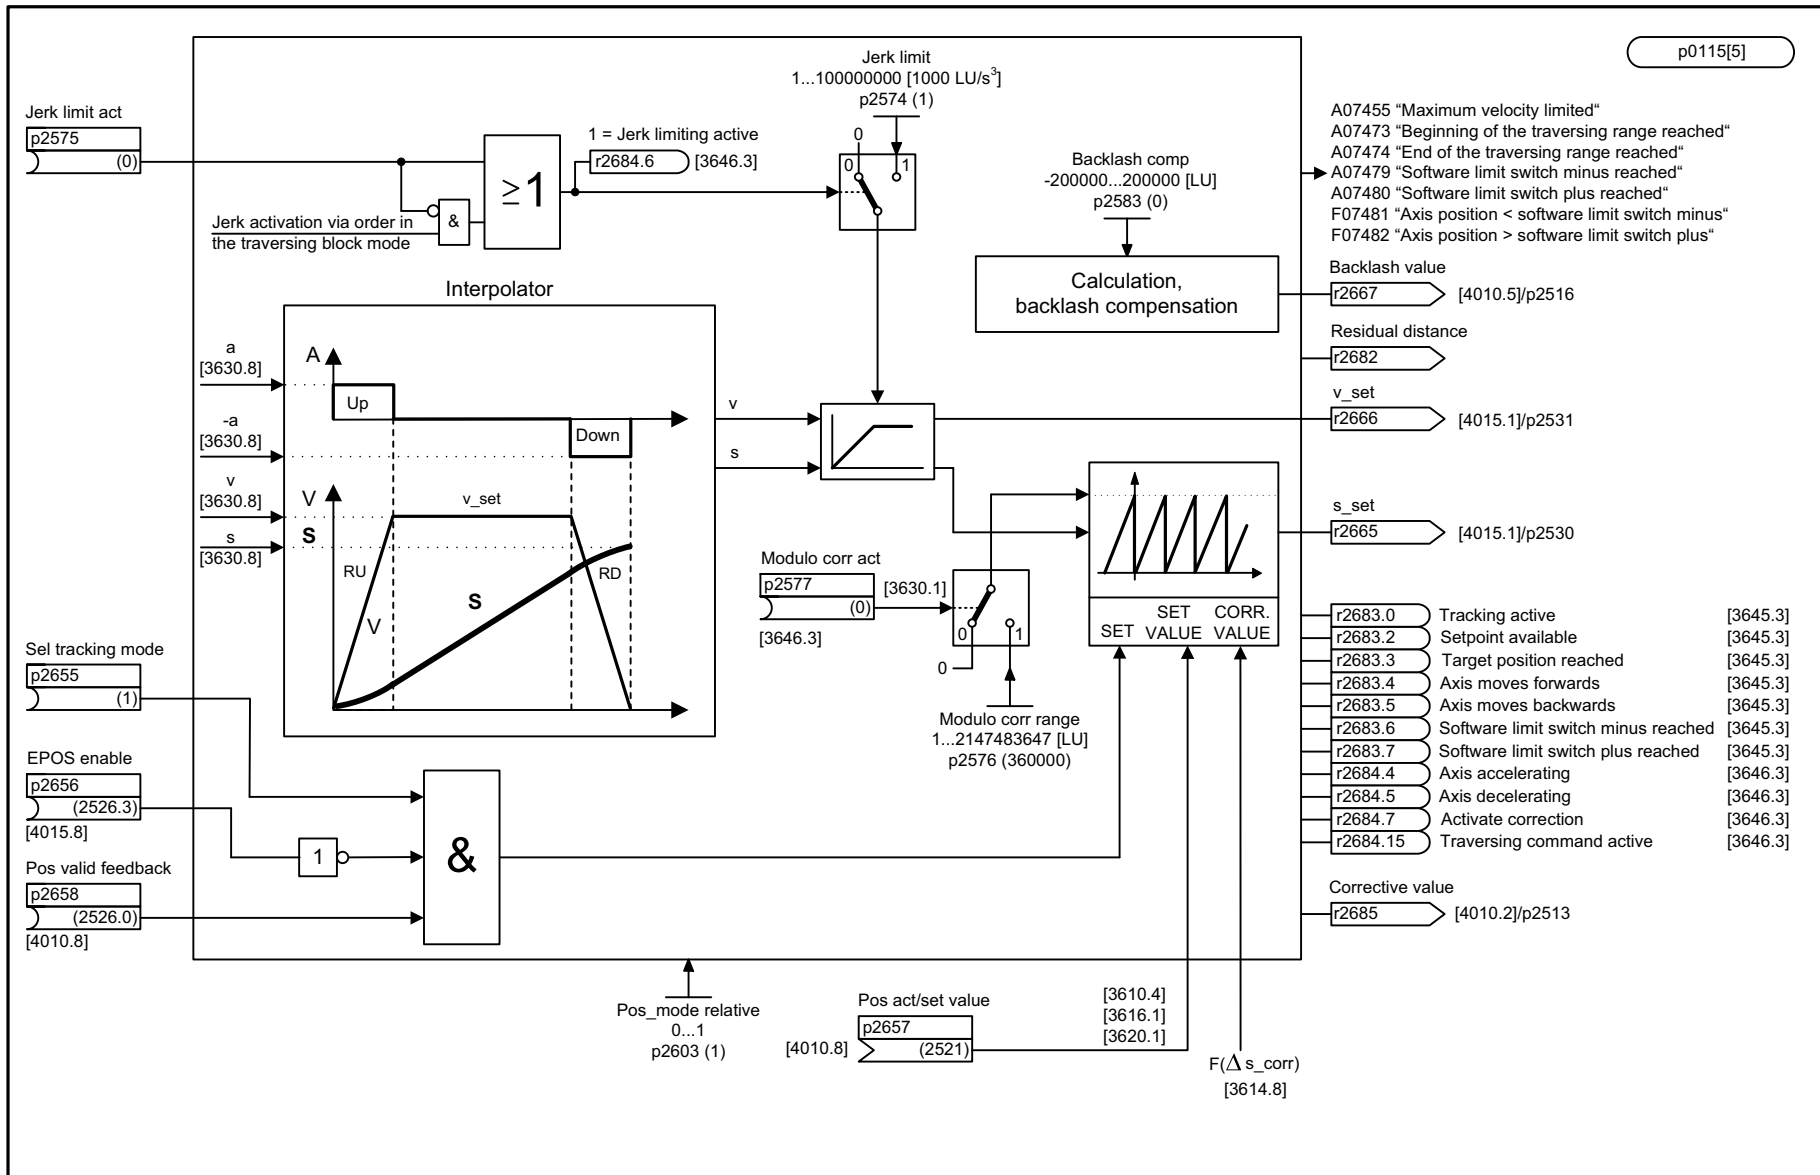 p0115[5]
Jerk limit
1...100000000 [1000 LU/s³]
p2574 (1)
0
0
1
Jerk limit act
p2575
(0)
≥1
1 = Jerk limiting active
r2684.6
[3646.3]
&
Jerk activation via order in
the traversing block mode
Backlash comp
-200000...200000 [LU]
p2583 (0)
Calculation,
backlash compensation
A07455 “Maximum velocity limited“
A07473 “Beginning of the traversing range reached“
A07474 “End of the traversing range reached“
A07479 “Software limit switch minus reached“
A07480 “Software limit switch plus reached“
F07481 “Axis position < software limit switch minus“
F07482 “Axis position > software limit switch plus“
Backlash value
r2667
[4010.5]/p2516
Residual distance
r2682
v_set
r2666
[4015.1]/p2531
s_set
r2665
[4015.1]/p2530
Interpolator
a
[3630.8]
-a
[3630.8]
v
[3630.8]
s
[3630.8]
A
Up
Down
V
S
v_set
RU
V
S
RD
v
s
Modulo corr act
p2577
(0)
[3646.3]
[3630.1]
0
1
0
Modulo corr range
1...2147483647 [LU]
p2576 (360000)
SET
SET
VALUE
CORR.
VALUE
Sel tracking mode
p2655
(1)
EPOS enable
p2656
(2526.3)
[4015.8]
1
&
Pos valid feedback
p2658
(2526.0)
[4010.8]
r2683.0 Tracking active [3645.3]
r2683.2 Setpoint available [3645.3]
r2683.3 Target position reached [3645.3]
r2683.4 Axis moves forwards [3645.3]
r2683.5 Axis moves backwards [3645.3]
r2683.6 Software limit switch minus reached [3645.3]
r2683.7 Software limit switch plus reached [3645.3]
r2684.4 Axis accelerating [3646.3]
r2684.5 Axis decelerating [3646.3]
r2684.7 Activate correction [3646.3]
r2684.15 Traversing command active [3646.3]
Corrective value
r2685
[4010.2]/p2513
Pos_mode relative
0...1
p2603 (1)
Pos act/set value
p2657
(2521)
[4010.8]
[3610.4]
[3616.1]
[3620.1]
F(Δ s_corr)
[3614.8]